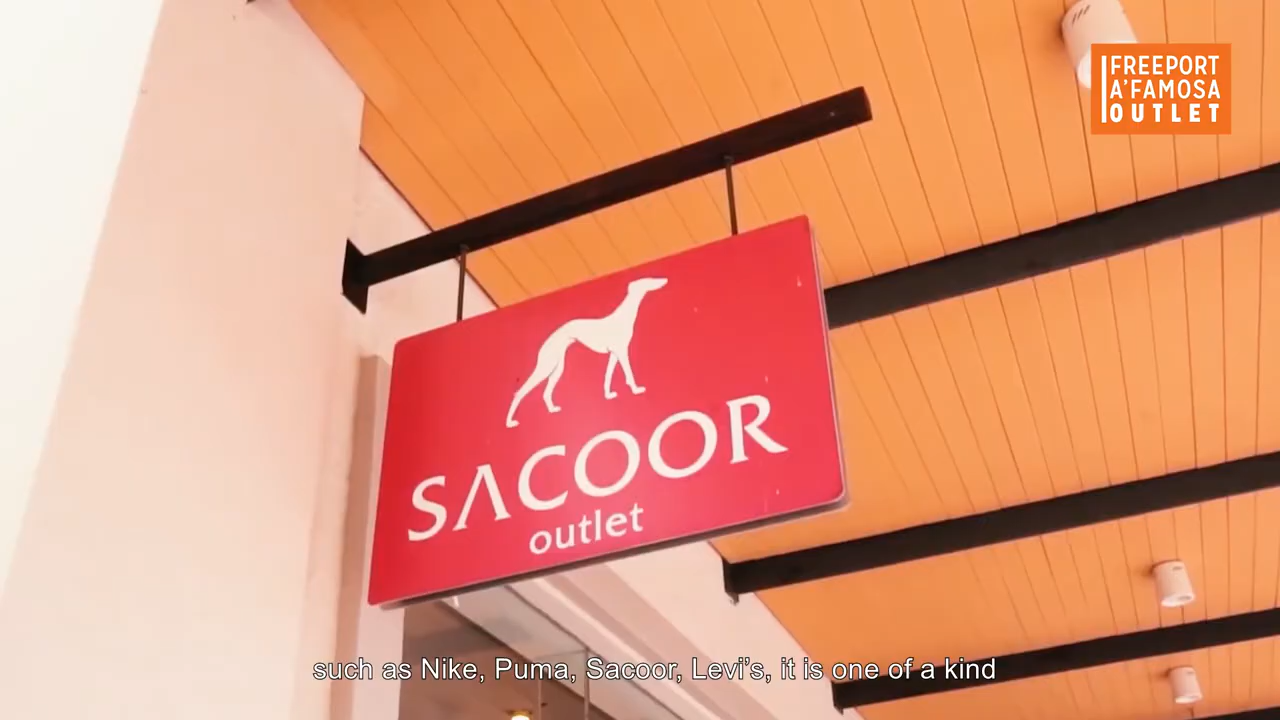 FREEPORT
A'FAMOSA
OUTLET
SACOOR
outlet
such as Nike, Puma, Sacoor, Levi's, it is one of a kind